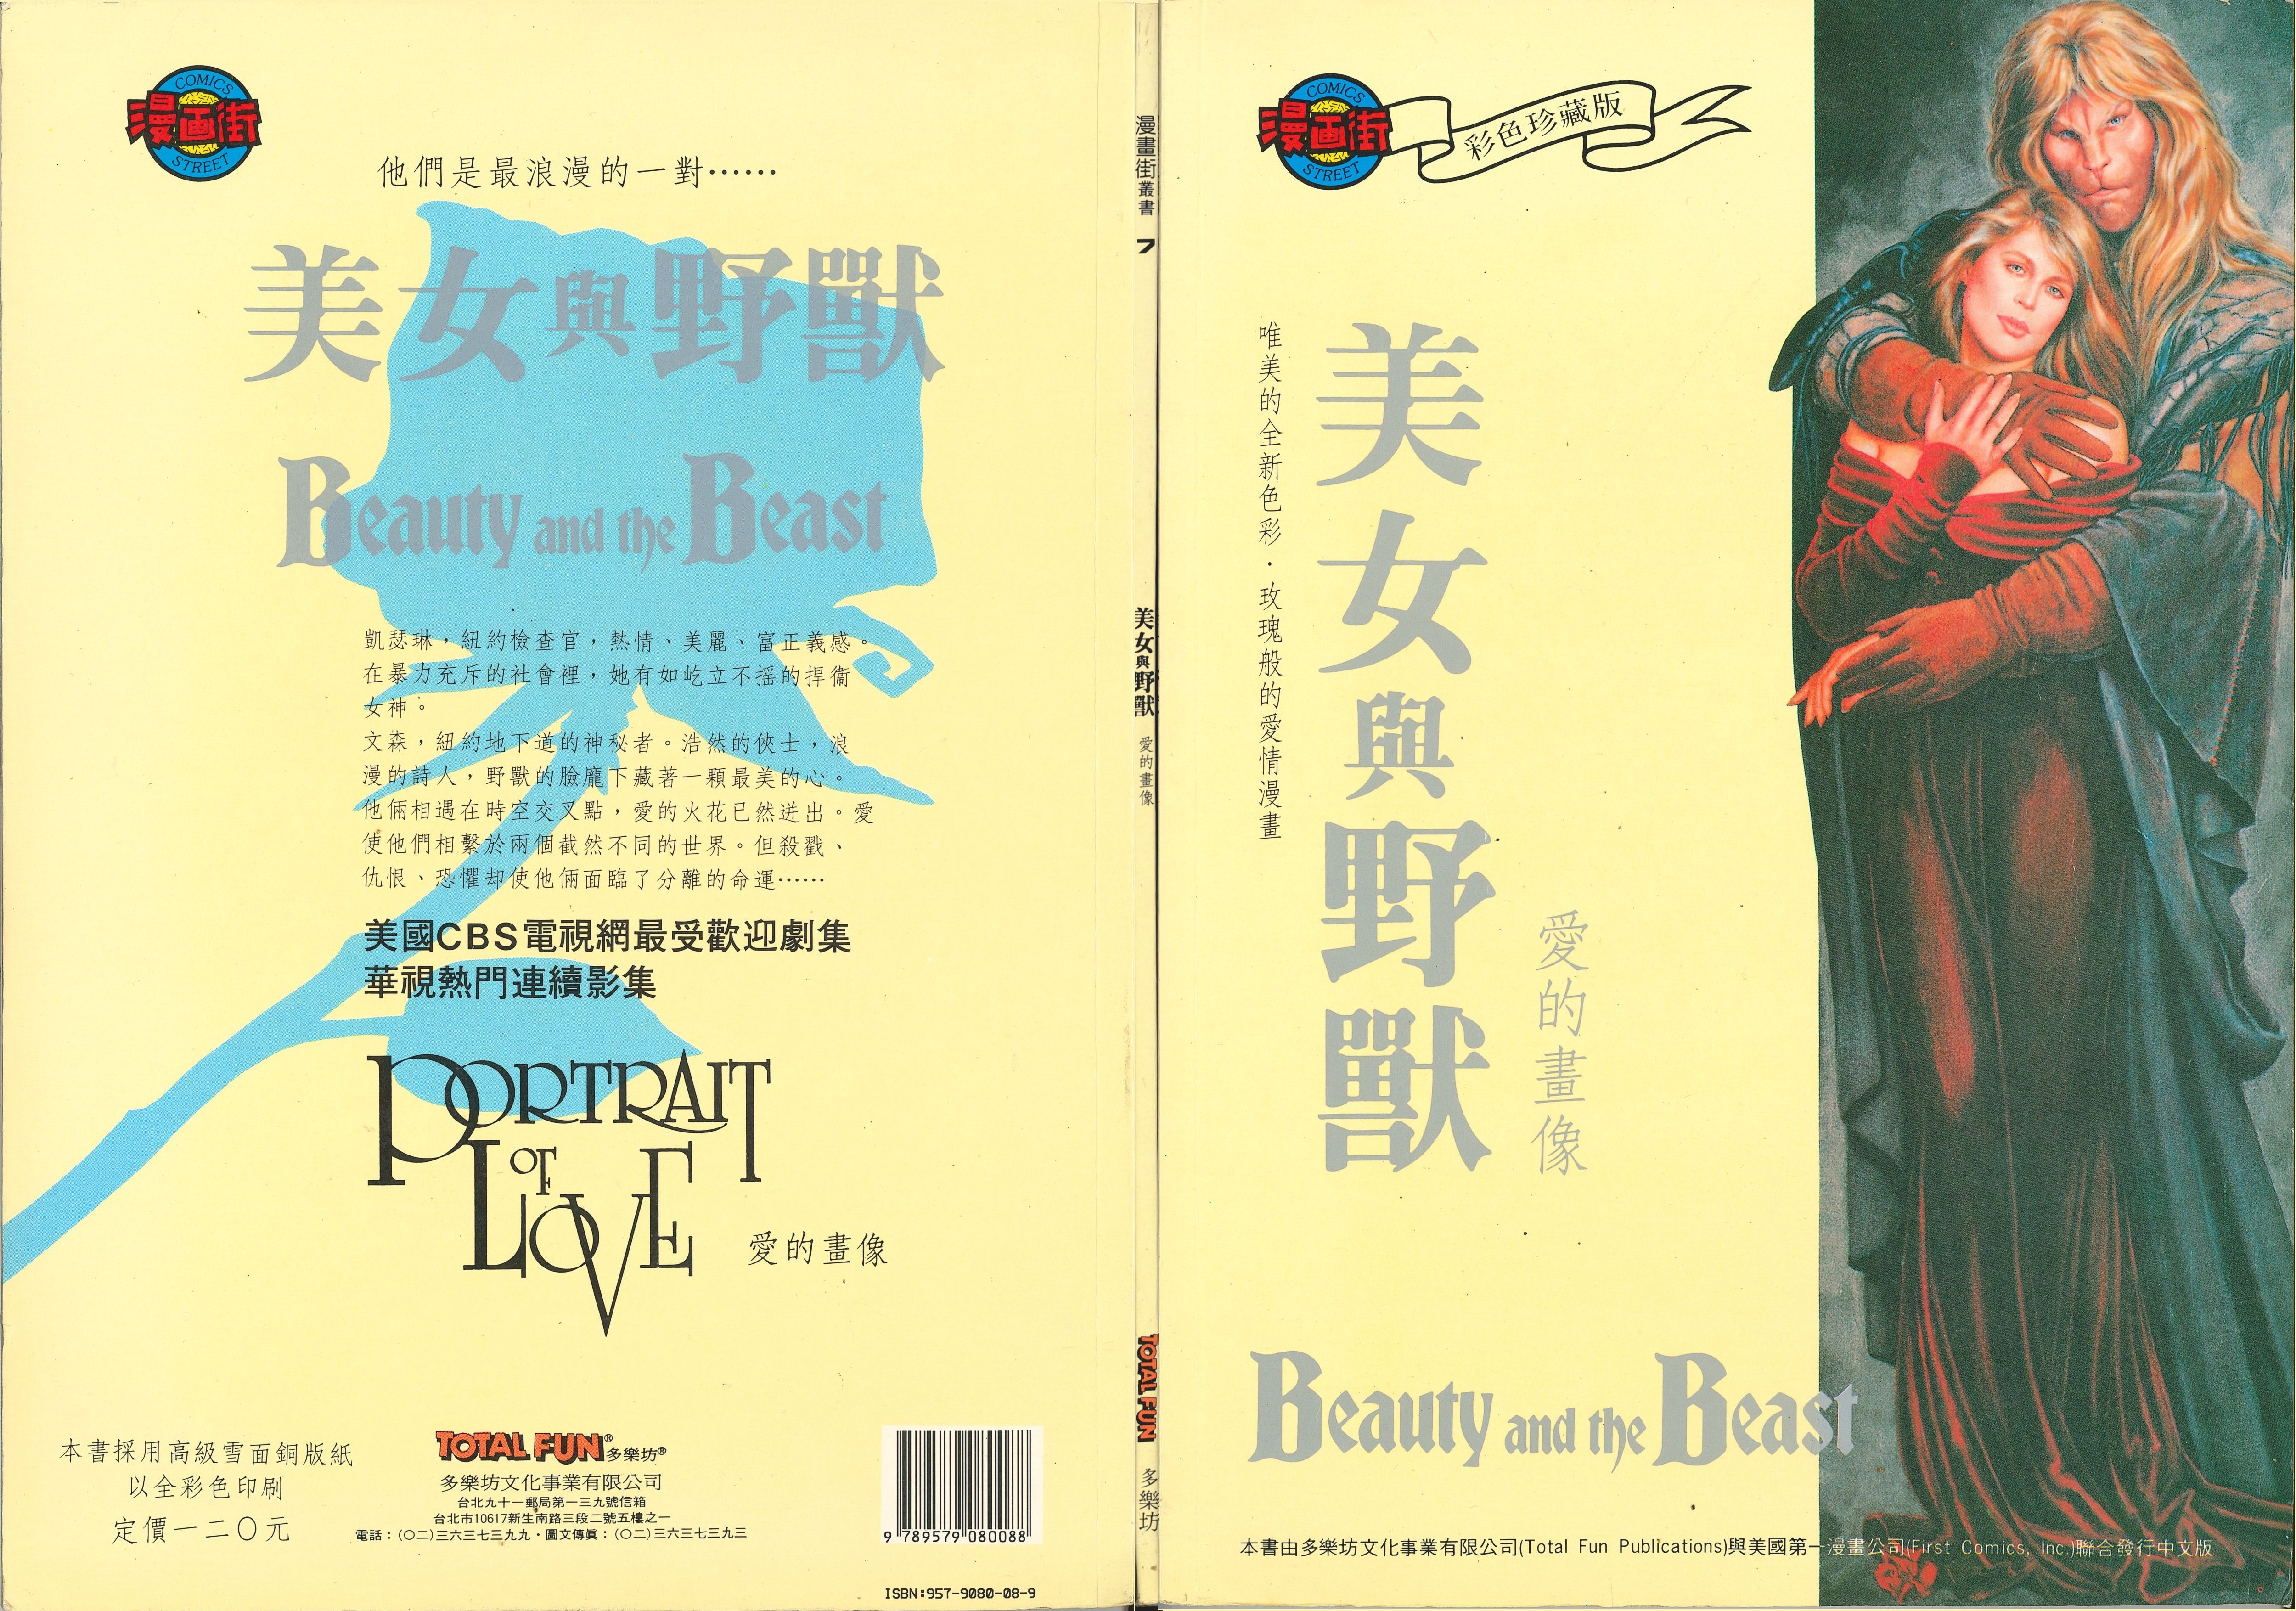 COMICS
漫画街
STREET
他們是最浪漫的一對……
美女與野獸
Beauty and the Beast
凱瑟琳，紐約檢查官，熱情、美麗、富正義感。
在暴力充斥的社會裡，她有如屹立不搖的捍衞
女神。
文森，紐約地下道的神秘者。浩然的俠士，浪
漫的詩人，野獸的臉龐下藏著一顆最美的心。
他倆相遇在時空交叉點，愛的火花已然迸出。愛
使他們相繫於兩個截然不同的世界。但殺戮、
仇恨、恐懼却使他倆面臨了分離的命運……
美國CBS電視網最受歡迎劇集
華視熱門連續影集
PORTRAIT
OF
LOVE
愛的畫像
本書採用高級雪面銅版紙
以全彩色印刷
定價一二〇元
TOTAL FUN® 多樂坊®
多樂坊文化事業有限公司
台北九十一郵局第一三九號信箱
台北市10617新生南路三段二號五樓之一
電話：(〇二)三六三七三九九・圖文傳眞：(〇二)三六三七三九三
9 789579 080088
ISBN:957-9080-08-9
漫畫街叢書 7
美女與野獸 愛的畫像
TOTAL FUN 多樂坊
COMICS
漫画街
STREET
彩色珍藏版
唯美的全新色彩・玫瑰般的愛情漫畫
美女與野獸
愛的畫像
Beauty and the Beast
本書由多樂坊文化事業有限公司(Total Fun Publications)與美國第一漫畫公司(First Comics, Inc.)聯合發行中文版